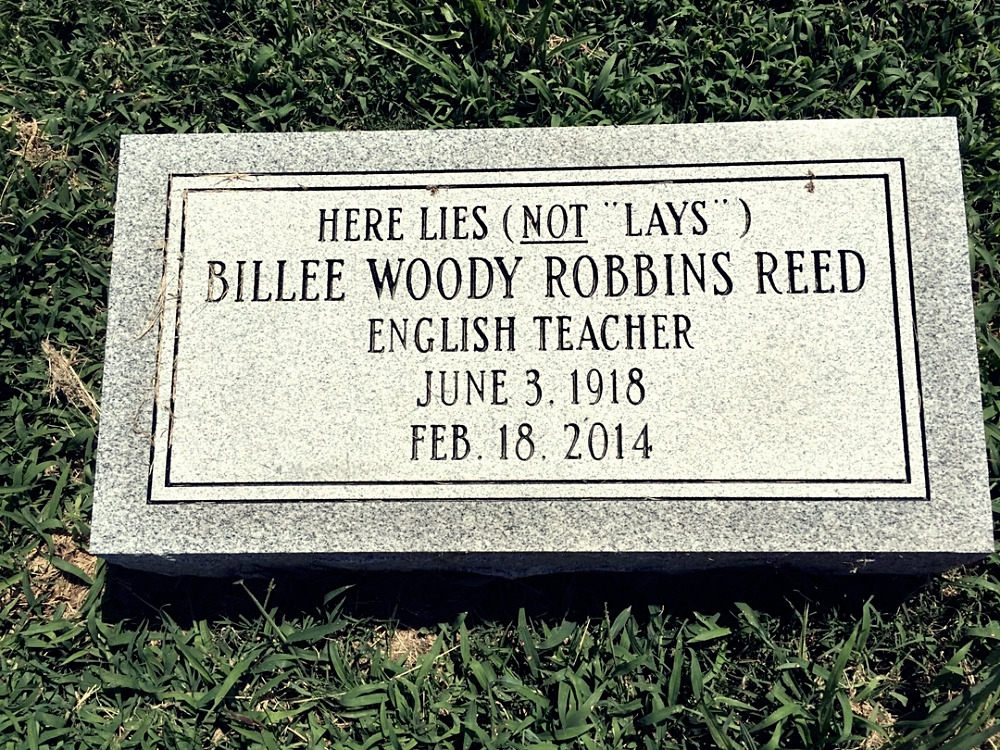 HERE LIES (NOT "LAYS")
BILLEE WOODY ROBBINS REED
ENGLISH TEACHER
JUNE 3, 1918
FEB. 18, 2014